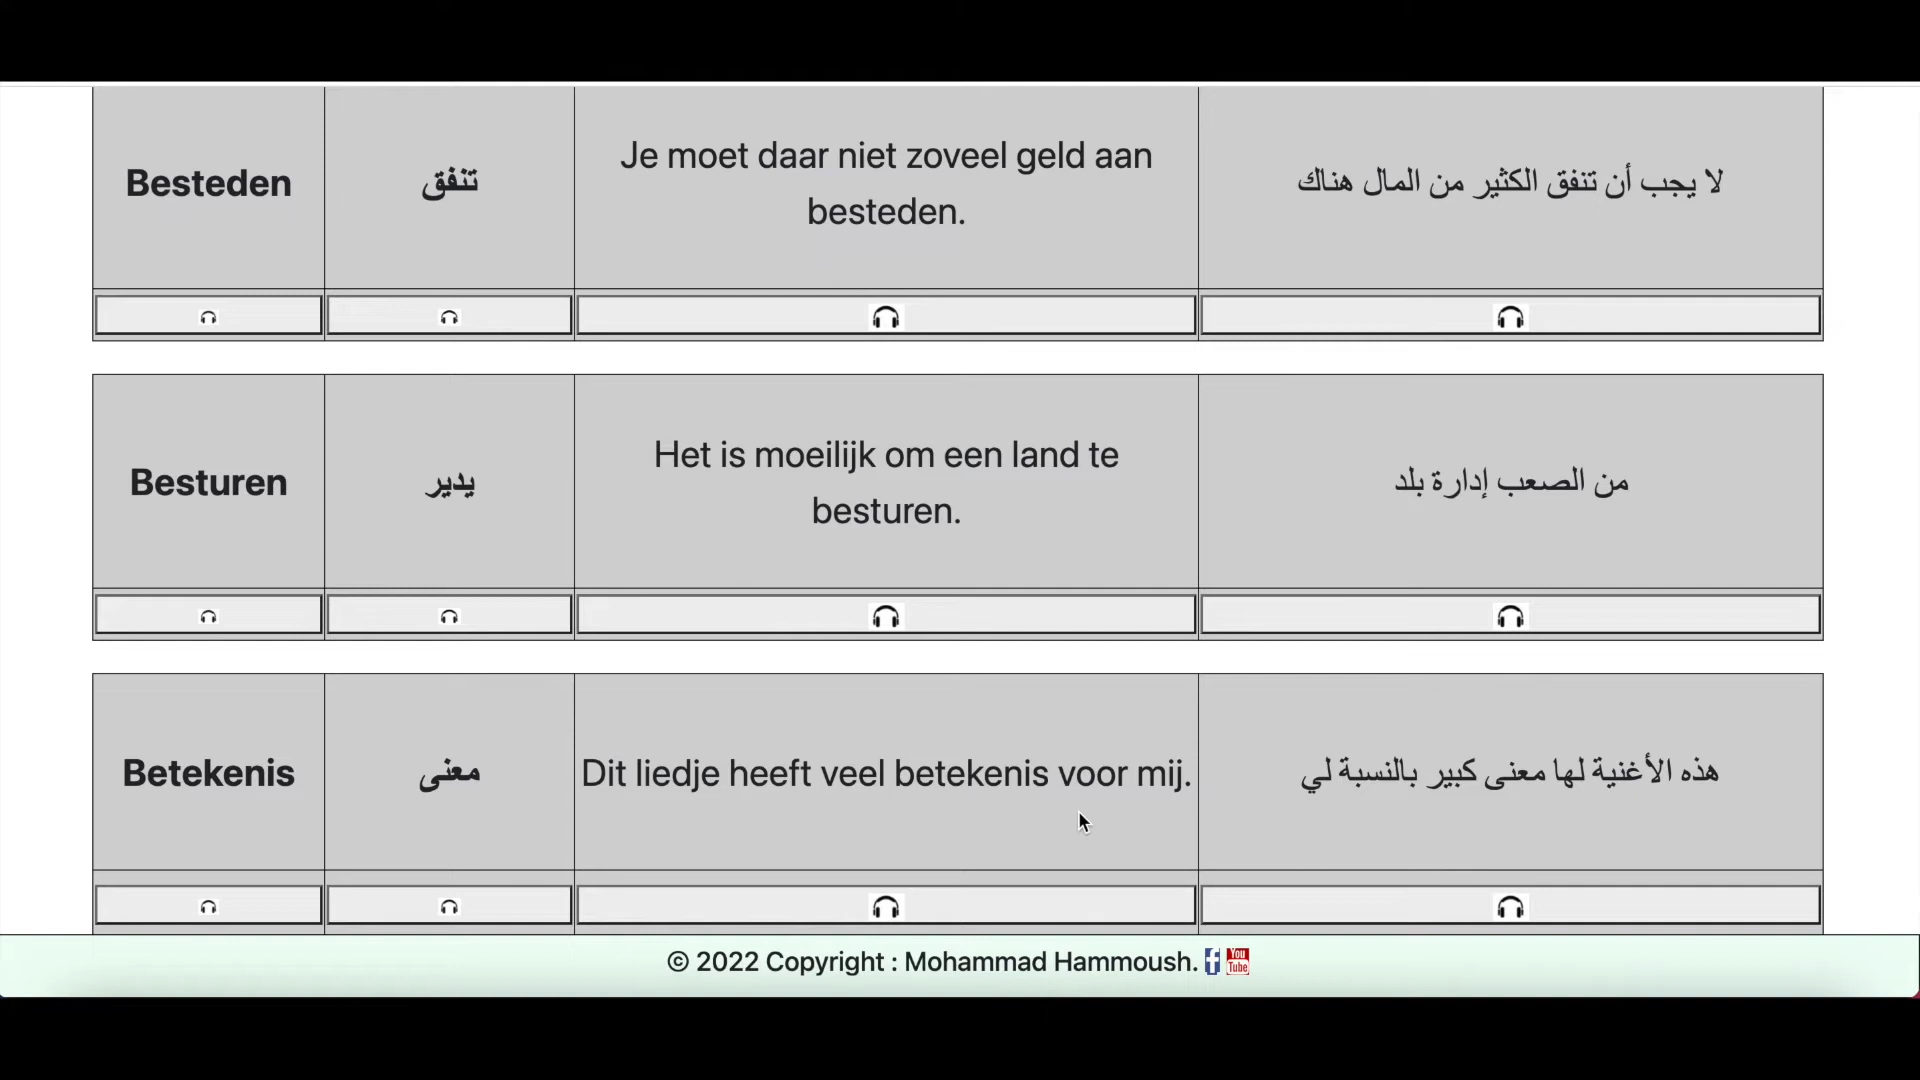 Besteden
تنفق
Je moet daar niet zoveel geld aan
besteden.
لا يجب أن تنفق الكثير من المال هناك
Besturen
يدير
Het is moeilijk om een land te
besturen.
من الصعب إدارة بلد
Betekenis
معنى
Dit liedje heeft veel betekenis voor mij.
هذه الأغنية لها معنى كبير بالنسبة لي
© 2022 Copyright : Mohammad Hammoush. f You
Tube